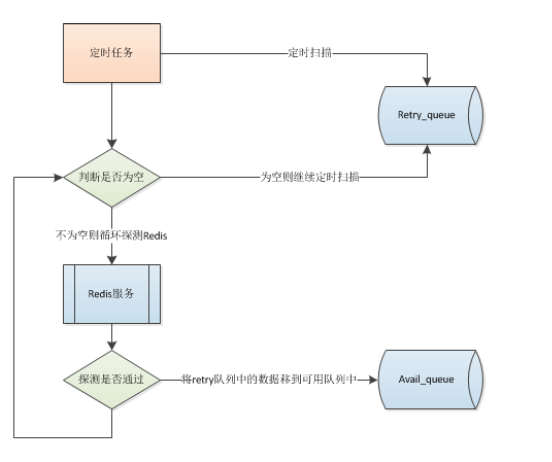 定时任务
定时扫描
Retry_queue
判断是否为空
为空则继续定时扫描
不为空则循环探测Redis
Redis服务
探测是否通过
将retry队列中的数据移到可用队列中
Avail_queue